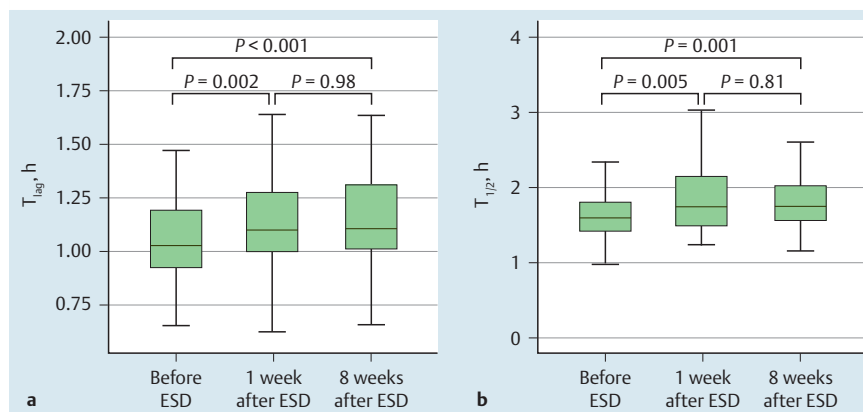 2.00
1.75
1.50
1.25
1.00
0.75
T lag, h
P < 0.001
P = 0.002
P = 0.98
a
Before ESD
1 week after ESD
8 weeks after ESD
4
3
2
1
0
T 1/2, h
P = 0.001
P = 0.005
P = 0.81
b
Before ESD
1 week after ESD
8 weeks after ESD